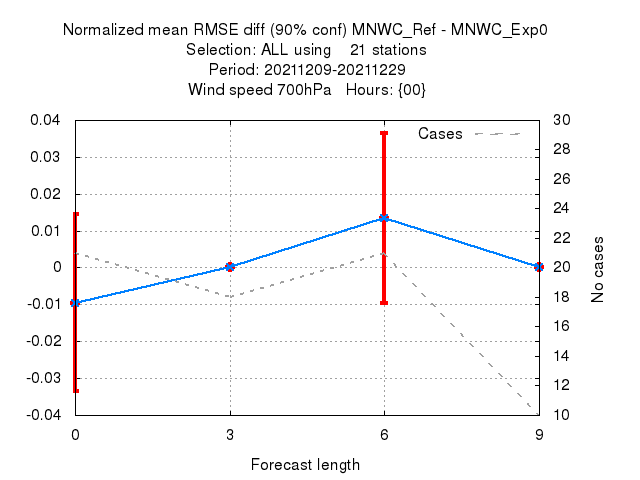 Normalized mean RMSE diff (90% conf) MNWC_Ref - MNWC_Exp0
Selection: ALL using    21 stations
Period: 20211209-20211229
Wind speed 700hPa   Hours: {00}
Cases
0.04
0.03
0.02
0.01
0
-0.01
-0.02
-0.03
-0.04
30
28
26
24
22
20
18
16
14
12
10
No cases
0 3 6 9
Forecast length